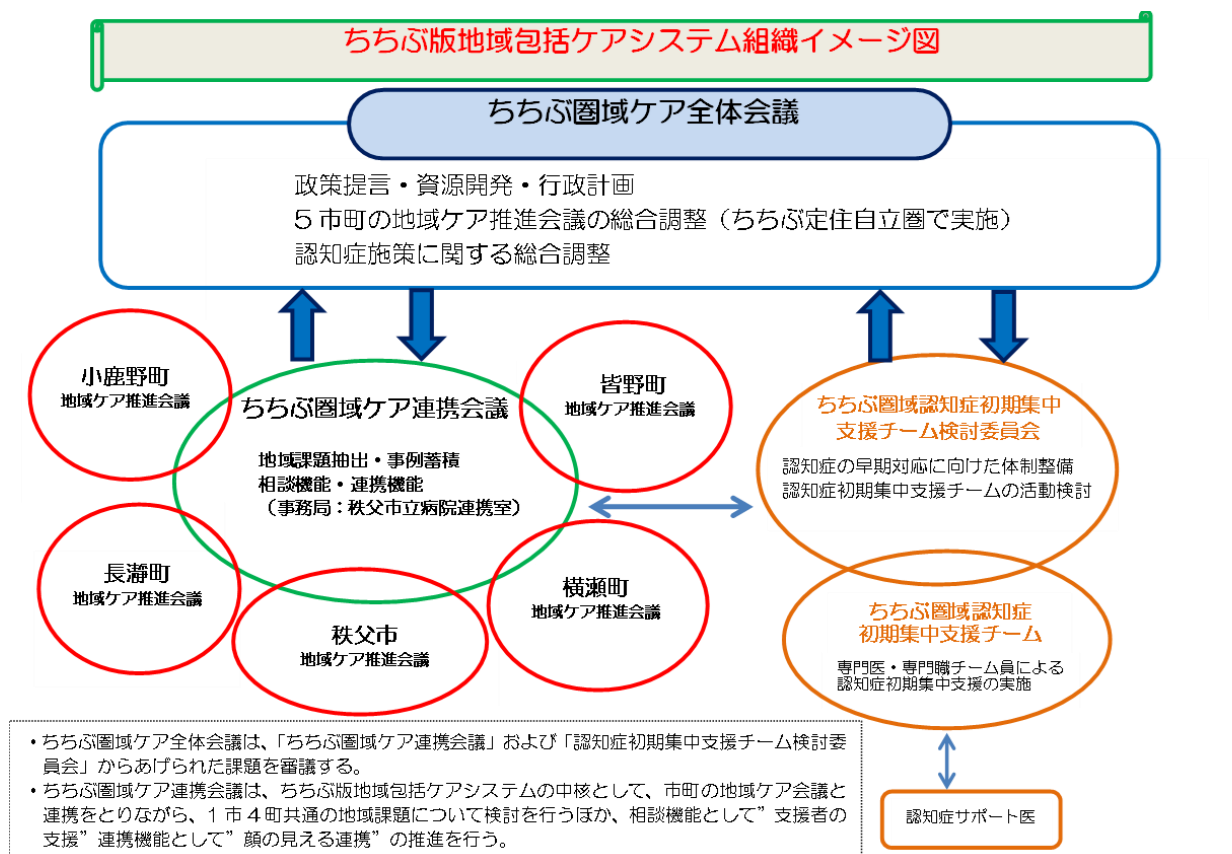 ちちぶ版地域包括ケアシステム組織イメージ図
ちちぶ圏域ケア全体会議
政策提言・資源開発・行政計画
5市町の地域ケア推進会議の総合調整（ちちぶ定住自立圏で実施）
認知症施策に関する総合調整
小鹿野町
地域ケア推進会議
ちちぶ圏域ケア連携会議
地域課題抽出・事例蓄積
相談機能・連携機能
（事務局：秩父市立病院連携室）
皆野町
地域ケア推進会議
長瀞町
地域ケア推進会議
秩父市
地域ケア推進会議
横瀬町
地域ケア推進会議
ちちぶ圏域認知症初期集中
支援チーム検討委員会
認知症の早期対応に向けた体制整備
認知症初期集中支援チームの活動検討
ちちぶ圏域認知症
初期集中支援チーム
専門医・専門職チーム員による
認知症初期集中支援の実施
認知症サポート医
・ちちぶ圏域ケア全体会議は、「ちちぶ圏域ケア連携会議」および「認知症初期集中支援チーム検討委
員会」からあげられた課題を審議する。
・ちちぶ圏域ケア連携会議は、ちちぶ版地域包括ケアシステムの中核として、市町の地域ケア会議と
連携をとりながら、１市４町共通の地域課題について検討を行うほか、相談機能として”支援者の
支援”連携機能として”顔の見える連携”の推進を行う。